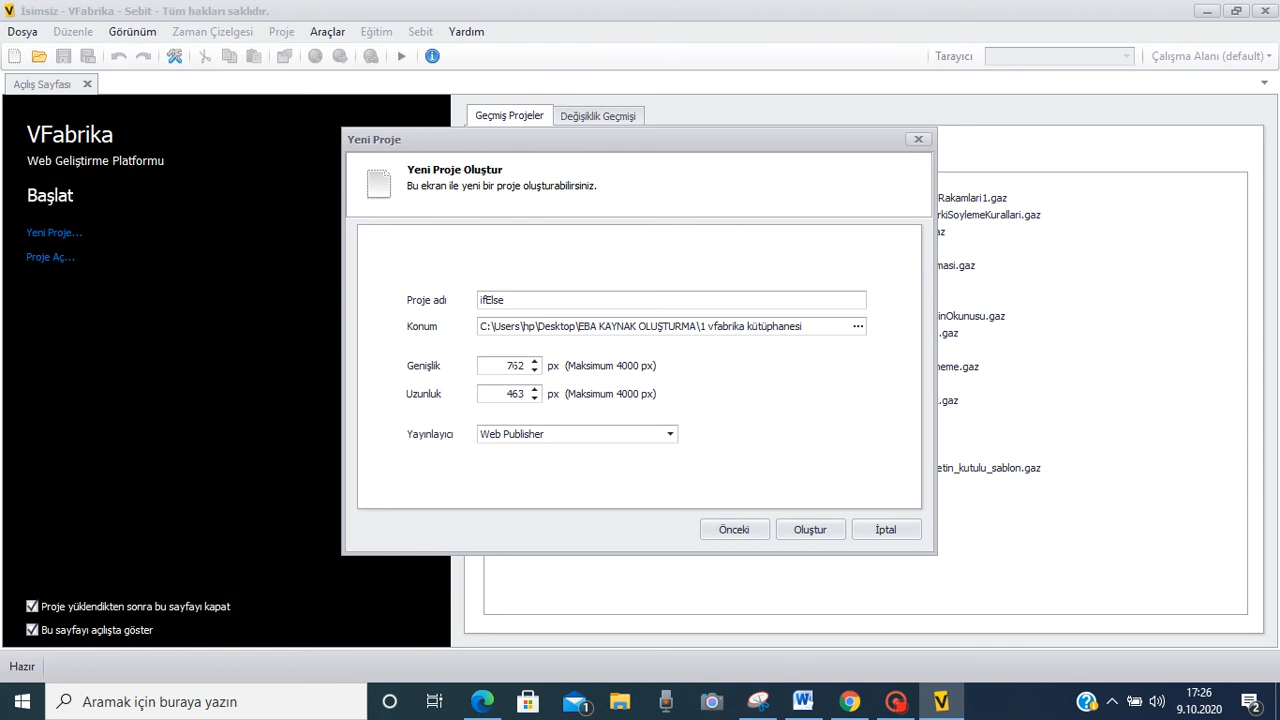 İsimsiz - VFabrika - Sebit - Tüm hakları saklıdır.
Dosya Düzenle Görünüm Zaman Çizelgesi Proje Araçlar Eğitim Sebit Yardım
Tarayıcı Çalışma Alanı (default)
Açılış Sayfası
VFabrika
Web Geliştirme Platformu
Başlat
Yeni Proje...
Proje Aç...
Proje yüklendikten sonra bu sayfayı kapat
Bu sayfayı açılışta göster
Geçmiş Projeler Değişiklik Geçmişi
Rakamlari1.gaz
rkiSoylemeKurallari.gaz
az
masi.gaz
inOkunusu.gaz
.gaz
eme.gaz
.gaz
etin_kutulu_sablon.gaz
Yeni Proje
Yeni Proje Oluştur
Bu ekran ile yeni bir proje oluşturabilirsiniz.
Proje adı ifElse
Konum C:\Users\hp\Desktop\EBA KAYNAK OLUŞTURMA\1 vfabrika kütüphanesi ...
Genişlik 762 px (Maksimum 4000 px)
Uzunluk 463 px (Maksimum 4000 px)
Yayınlayıcı Web Publisher
Önceki Oluştur İptal
Hazır
Aramak için buraya yazın
1
17:26
9.10.2020
2